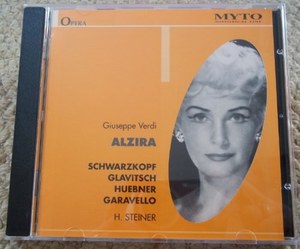 OPERA
MYTO
Giuseppe Verdi
ALZIRA
SCHWARZKOPF
GLAVITSCH
HUEBNER
GARAVELLO
H. STEINER